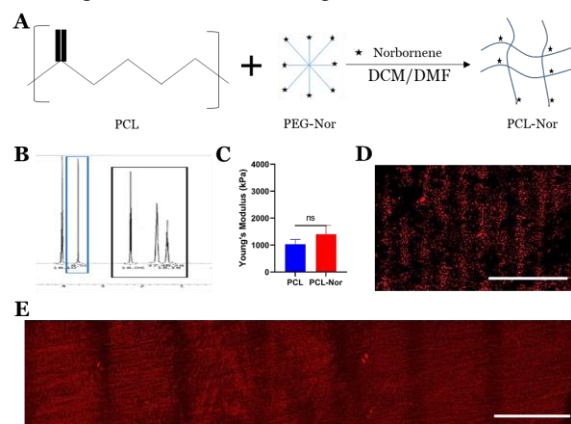 A
★ Norbornene
DCM/DMF
PCL
PEG-Nor
PCL-Nor
B
C
D
Young's Modulus (kPa)
4000
3000
2000
1000
0
ns
PCL
PCL-Nor
E